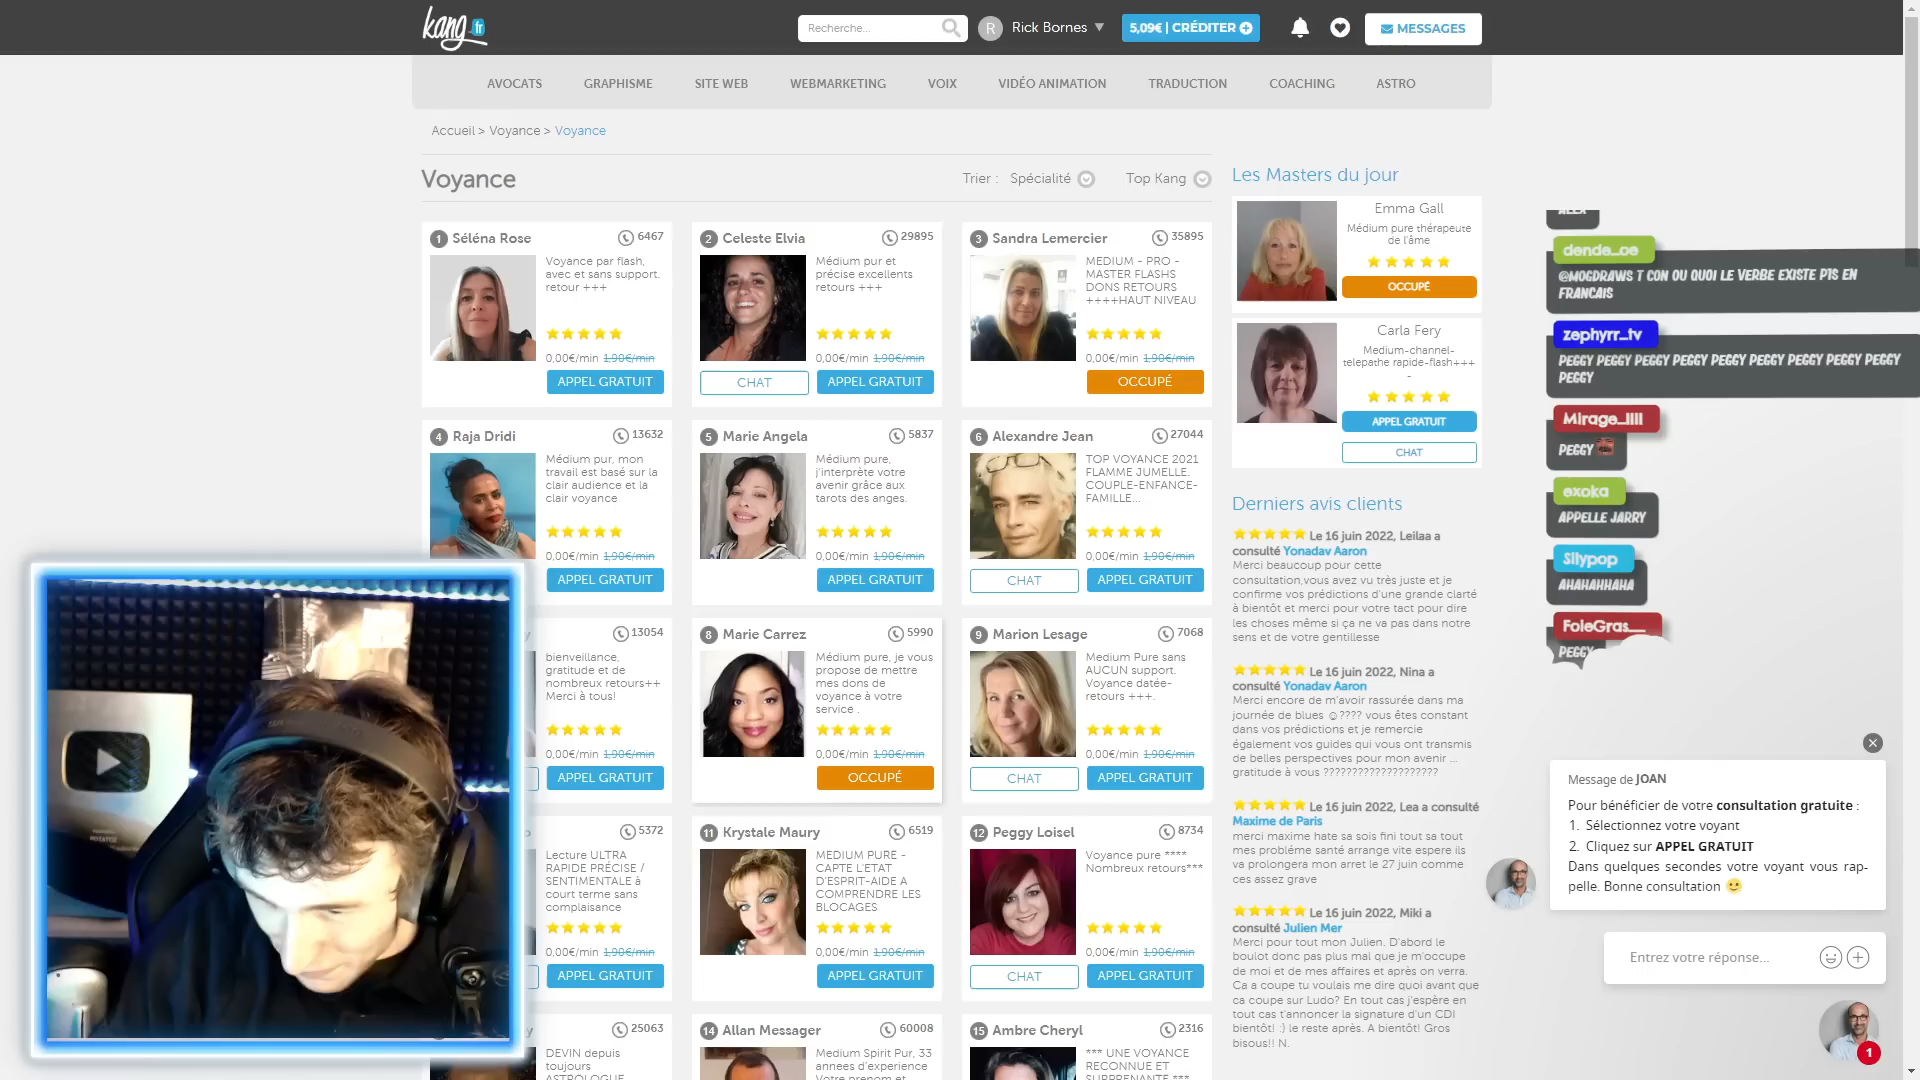 kang.fr
Recherche...
R
Rick Bornes
5,09€ | CRÉDITER
MESSAGES
AVOCATS
GRAPHISME
SITE WEB
WEBMARKETING
VOIX
VIDÉO ANIMATION
TRADUCTION
COACHING
ASTRO
Accueil > Voyance > Voyance
Voyance
Trier :
Spécialité
Top Kang
1 Séléna Rose
6467
Voyance par flash,
avec et sans support.
retour +++
0,00€/min 1,90€/min
APPEL GRATUIT
2 Celeste Elvia
29895
Médium pur et
précise excellents
retours +++
0,00€/min 1,90€/min
CHAT
APPEL GRATUIT
3 Sandra Lemercier
35895
MEDIUM - PRO -
MASTER FLASHS
DONS RETOURS
++++HAUT NIVEAU
0,00€/min 1,90€/min
OCCUPÉ
4 Raja Dridi
13632
Médium pur, mon
travail est basé sur la
clair audience et la
clair voyance
0,00€/min 1,90€/min
APPEL GRATUIT
5 Marie Angela
5837
Médium pure,
j'interprète votre
avenir grâce aux
tarots des anges.
0,00€/min 1,90€/min
APPEL GRATUIT
6 Alexandre Jean
27044
TOP VOYANCE 2021
FLAMME JUMELLE.
COUPLE-ENFANCE-
FAMILLE...
0,00€/min 1,90€/min
CHAT
APPEL GRATUIT
13054
bienveillance,
gratitude et de
nombreux retours++
Merci à tous!
0,00€/min 1,90€/min
APPEL GRATUIT
8 Marie Carrez
5990
Médium pure, je vous
propose de mettre
mes dons de
voyance à votre
service .
0,00€/min 1,90€/min
OCCUPÉ
9 Marion Lesage
7068
Medium Pure sans
AUCUN support.
Voyance datée-
retours +++.
0,00€/min 1,90€/min
CHAT
APPEL GRATUIT
5372
Lecture ULTRA
RAPIDE PRÉCISE /
SENTIMENTALE à
court terme sans
complaisance
0,00€/min 1,90€/min
APPEL GRATUIT
11 Krystale Maury
6519
MEDIUM PURE -
CAPTE L'ETAT
D'ESPRIT-AIDE A
COMPRENDRE LES
BLOCAGES
0,00€/min 1,90€/min
APPEL GRATUIT
12 Peggy Loisel
8734
Voyance pure ****
Nombreux retours***
0,00€/min 1,90€/min
CHAT
APPEL GRATUIT
25063
DEVIN depuis
toujours
ASTROLOGUE
14 Allan Messager
60008
Medium Spirit Pur, 33
annees d'experience
Votre prenom et
15 Ambre Cheryl
2316
*** UNE VOYANCE
RECONNUE ET
SURPRENANTE ***
Les Masters du jour
Emma Gall
Médium pure thérapeute
de l'âme
OCCUPÉ
Carla Fery
Medium-channel-
telepathe rapide-flash+++
-
APPEL GRATUIT
CHAT
Derniers avis clients
Le 16 juin 2022, Leilaa a
consulté Yonadav Aaron
Merci beaucoup pour cette
consultation,vous avez vu très juste et je
confirme vos prédictions d'une grande clarté
à bientôt et merci pour votre tact pour dire
les choses même si ça ne va pas dans notre
sens et de votre gentillesse
Le 16 juin 2022, Nina a
consulté Yonadav Aaron
Merci encore de m'avoir rassurée dans ma
journée de blues ☺???? vous êtes constant
dans vos prédictions et je remercie
également vos guides qui vous ont transmis
de belles perspectives pour mon avenir ...
gratitude à vous ????????????????????
Le 16 juin 2022, Lea a consulté
Maxime de Paris
merci maxime hate sa sois fini tout sa tout
mes probléme santé arrange vite espere ils
va prolongera mon arret le 27 juin comme
ces assez grave
Le 16 juin 2022, Miki a
consulté Julien Mer
Merci pour tout mon Julien. D'abord le
boulot donc pas plus mal que je m'occupe
de moi et de mes affaires et après on verra.
Ca a coupe tu voulais me dire quoi avant que
ca coupe sur Ludo? En tout cas j'espère en
tout cas t'annoncer la signature d'un CDI
bientôt! :) le reste après. A bientôt! Gros
bisous!! N.
ALEX
dende_oe
@MOGDRAWS T CON OU QUOI LE VERBE EXISTE P1S EN
FRANCAIS
zephyrr_tv
PEGGY PEGGY PEGGY PEGGY PEGGY PEGGY PEGGY PEGGY PEGGY
PEGGY
Mirage_llll
PEGGY
exoka
APPELLE JARRY
Sllypop
AHAHAHHAHA
FoleGras__
PEGGY
Message de JOAN
Pour bénéficier de votre consultation gratuite :
1. Sélectionnez votre voyant
2. Cliquez sur APPEL GRATUIT
Dans quelques secondes votre voyant vous rap-
pelle. Bonne consultation 🙂
Entrez votre réponse...
1